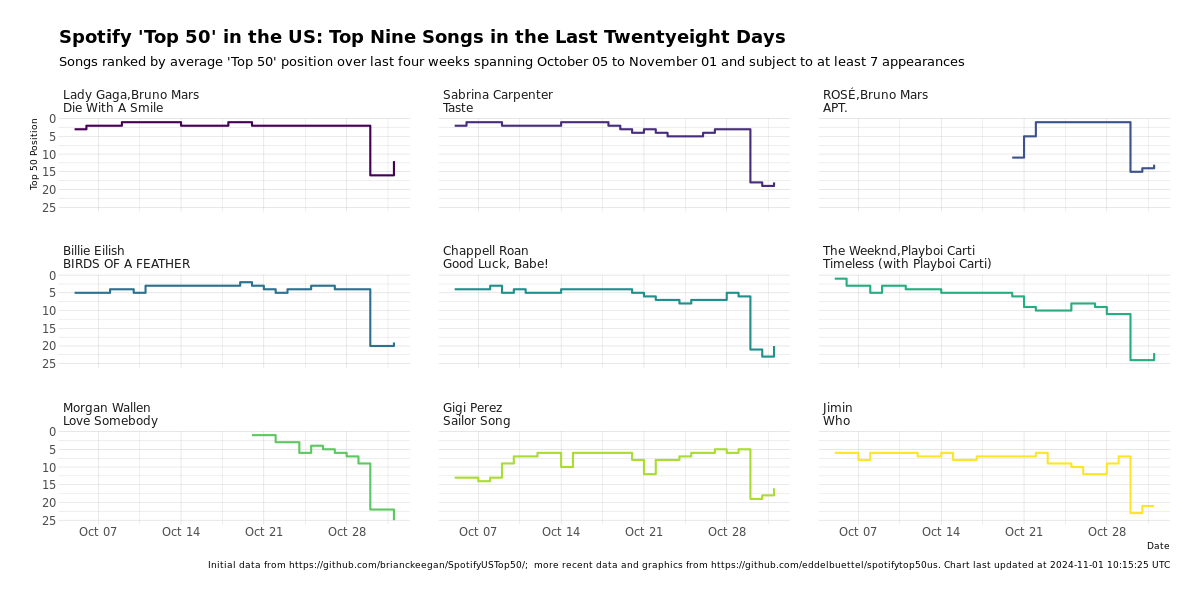 Spotify 'Top 50' in the US: Top Nine Songs in the Last Twentyeight Days
Songs ranked by average 'Top 50' position over last four weeks spanning October 05 to November 01 and subject to at least 7 appearances
Lady Gaga,Bruno Mars
Die With A Smile
Sabrina Carpenter
Taste
ROSÉ,Bruno Mars
APT.
Top 50 Position
0
5
10
15
20
25
Billie Eilish
BIRDS OF A FEATHER
Chappell Roan
Good Luck, Babe!
The Weeknd,Playboi Carti
Timeless (with Playboi Carti)
0
5
10
15
20
25
Morgan Wallen
Love Somebody
Gigi Perez
Sailor Song
Jimin
Who
0
5
10
15
20
25
Oct 07 Oct 14 Oct 21 Oct 28 Oct 07 Oct 14 Oct 21 Oct 28 Oct 07 Oct 14 Oct 21 Oct 28
Date
Initial data from https://github.com/brianckeegan/SpotifyUSTop50/; more recent data and graphics from https://github.com/eddelbuettel/spotifytop50us. Chart last updated at 2024-11-01 10:15:25 UTC